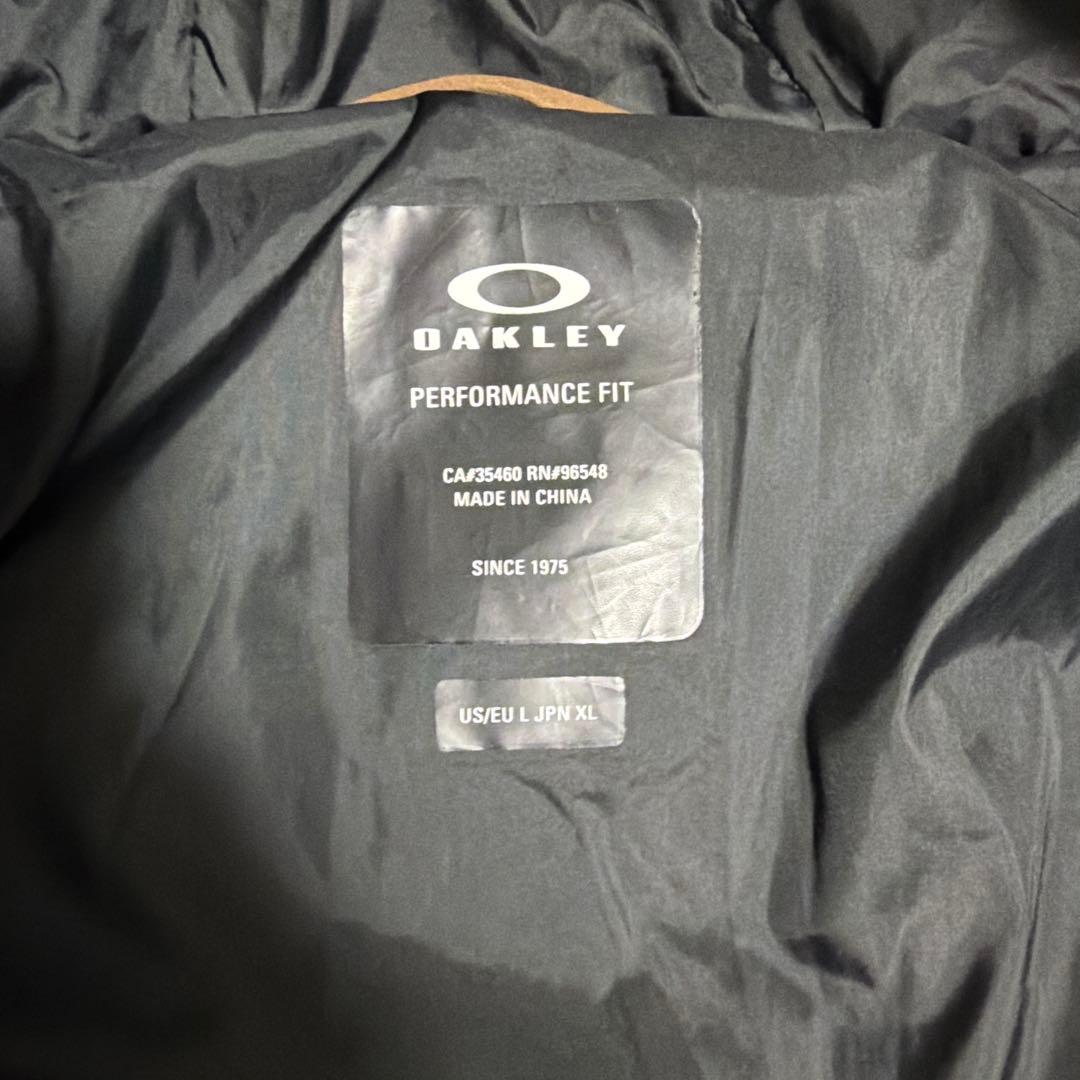 OAKLEY
PERFORMANCE FIT
CA#35460 RN#96548
MADE IN CHINA
SINCE 1975
US/EU L JPN XL